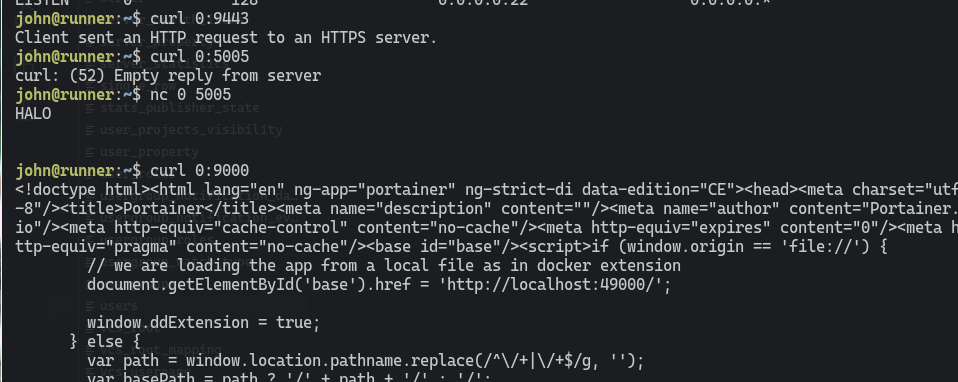 LISTEN 0 128 0.0.0.0:22 0.0.0.0:*
john@runner:~$ curl 0:9443
Client sent an HTTP request to an HTTPS server.
john@runner:~$ curl 0:5005
curl: (52) Empty reply from server
john@runner:~$ nc 0 5005
stats_publisher_state
HALO
user_projects_visibility
user_property
john@runner:~$ curl 0:9000
<!doctype html><html lang="en" ng-app="portainer" ng-strict-di data-edition="CE"><head><meta charset="utf
-8"/><title>Portainer</title><meta name="description" content=""/><meta name="author" content="Portainer.
io"/><meta http-equiv="cache-control" content="no-cache"/><meta http-equiv="expires" content="0"/><meta h
ttp-equiv="pragma" content="no-cache"/><base id="base"/><script>if (window.origin == 'file://') {
// we are loading the app from a local file as in docker extension
document.getElementById('base').href = 'http://localhost:49000/';
users
window.ddExtension = true;
} else {
var path = window.location.pathname.replace(/^\/+|\/+$/g, '');
var basePath = path ? '/' + path + '/' : '/';